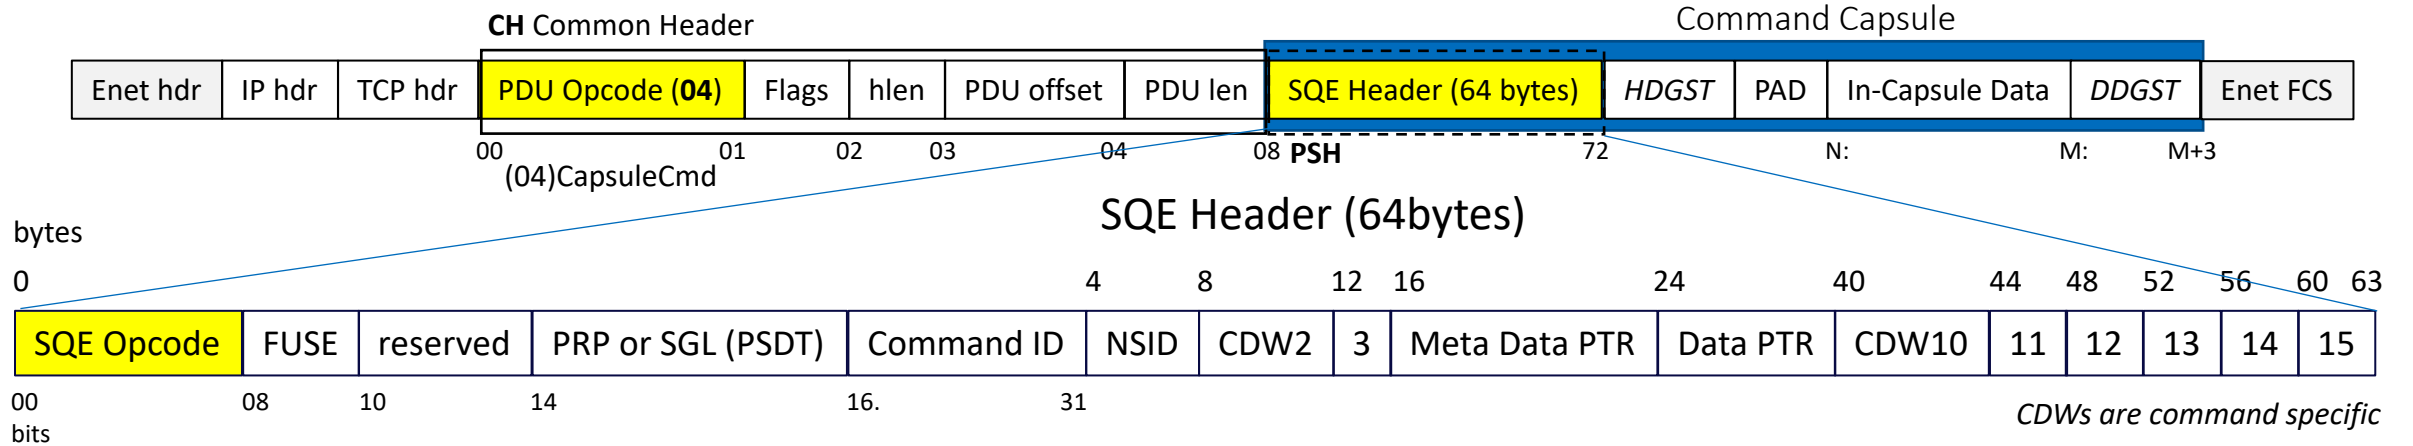 CH Common Header
Command Capsule
Enet hdr IP hdr TCP hdr PDU Opcode (04) Flags hlen PDU offset PDU len SQE Header (64 bytes) HDGST PAD In-Capsule Data DDGST Enet FCS
00 01 02 03 04 08 PSH 72 N: M: M+3
(04)CapsuleCmd
SQE Header (64bytes)
bytes
0 4 8 12 16 24 40 44 48 52 56 60 63
SQE Opcode FUSE reserved PRP or SGL (PSDT) Command ID NSID CDW2 3 Meta Data PTR Data PTR CDW10 11 12 13 14 15
00 08 10 14 16. 31
bits
CDWs are command specific